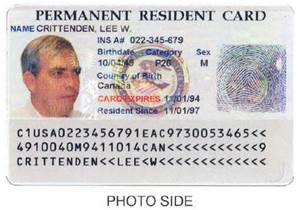 PERMANENT RESIDENT CARD
NAME CRITTENDEN, LEE W.
INS A# 022-345-679
Birthdate Category Sex
10/04/49 P26 M
Country of Birth
Canada
CARD EXPIRES 11/01/94
Resident Since 11/01/97
C1USA0223456791EAC9730053465<<
4910040M9411014CAN<<<<<<<<<<<9
CRITTENDEN<<LEE<W<<<<<<<<<<<<<
PHOTO SIDE